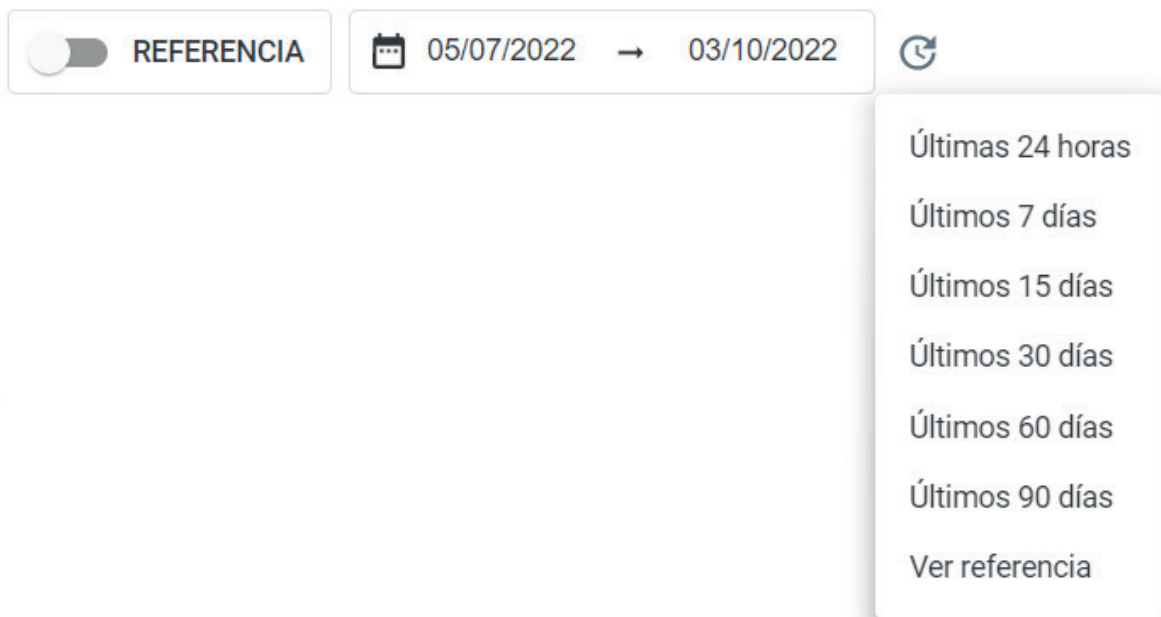 REFERENCIA 05/07/2022 → 03/10/2022
Últimas 24 horas
Últimos 7 días
Últimos 15 días
Últimos 30 días
Últimos 60 días
Últimos 90 días
Ver referencia